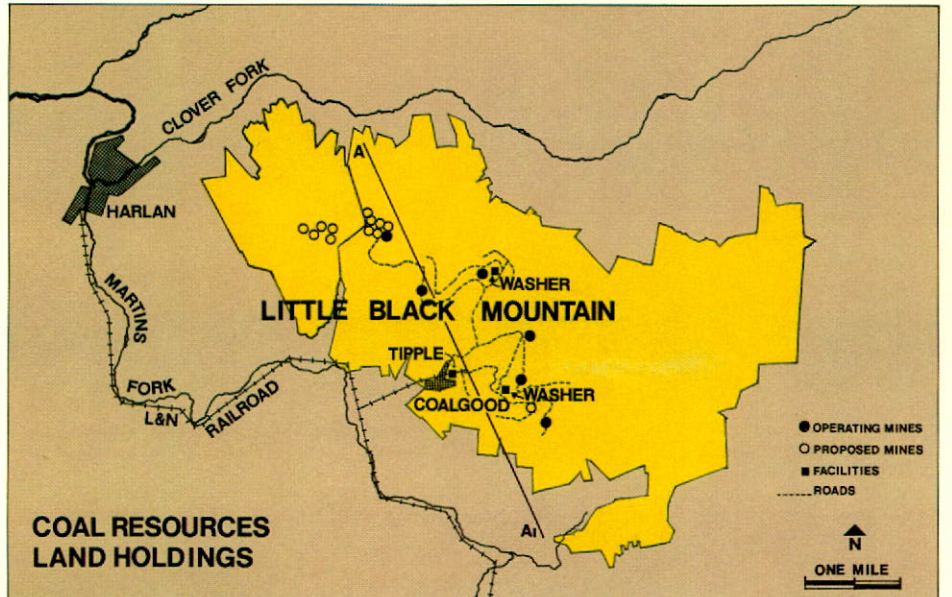 CLOVER FORK
A
HARLAN
WASHER
MARTINS
LITTLE BLACK MOUNTAIN
TIPPLE
FORK
WASHER
COALGOOD
L&N
RAILROAD
OPERATING MINES
PROPOSED MINES
FACILITIES
ROADS
A1
COAL RESOURCES
LAND HOLDINGS
N
ONE MILE